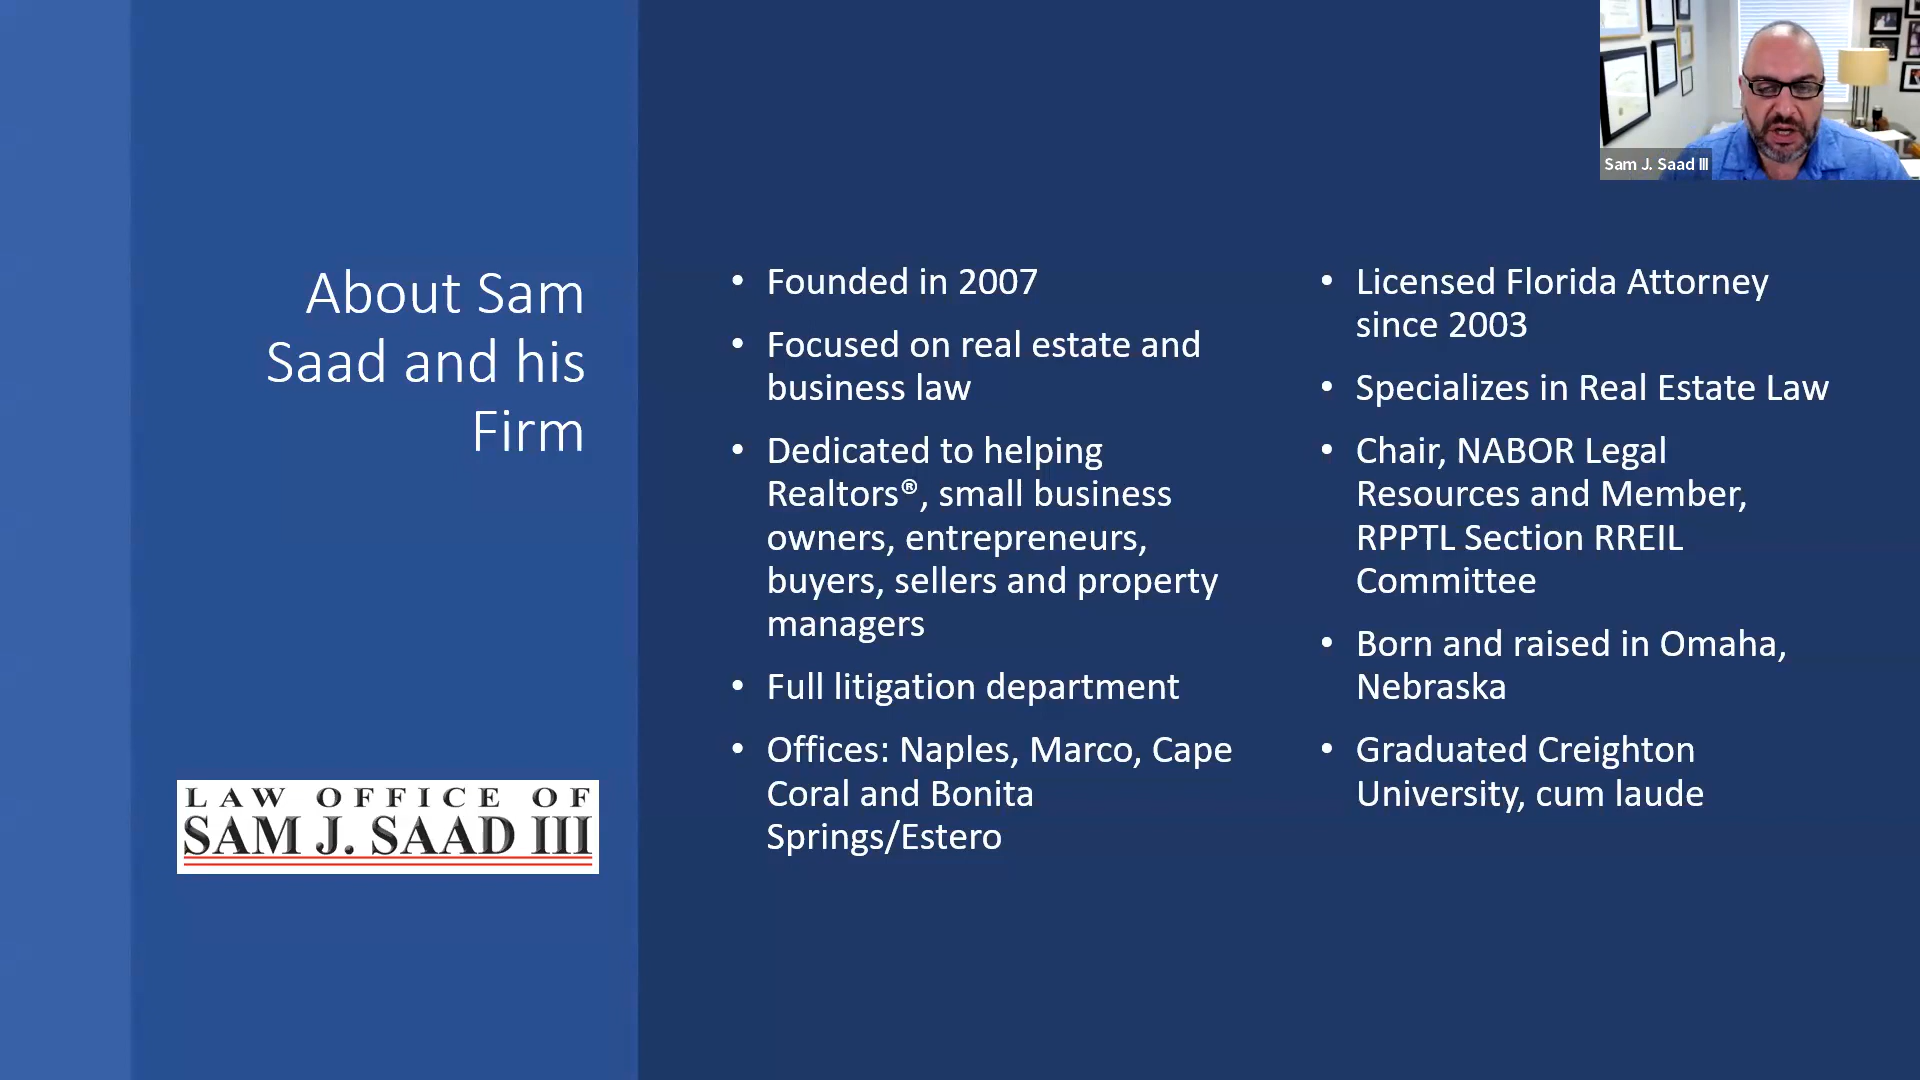 Sam J. Saad III
About Sam
Saad and his
Firm
LAW OFFICE OF
SAM J. SAAD III
• Founded in 2007
• Focused on real estate and
business law
• Dedicated to helping
Realtors®, small business
owners, entrepreneurs,
buyers, sellers and property
managers
• Full litigation department
• Offices: Naples, Marco, Cape
Coral and Bonita
Springs/Estero
• Licensed Florida Attorney
since 2003
• Specializes in Real Estate Law
• Chair, NABOR Legal
Resources and Member,
RPPTL Section RREIL
Committee
• Born and raised in Omaha,
Nebraska
• Graduated Creighton
University, cum laude